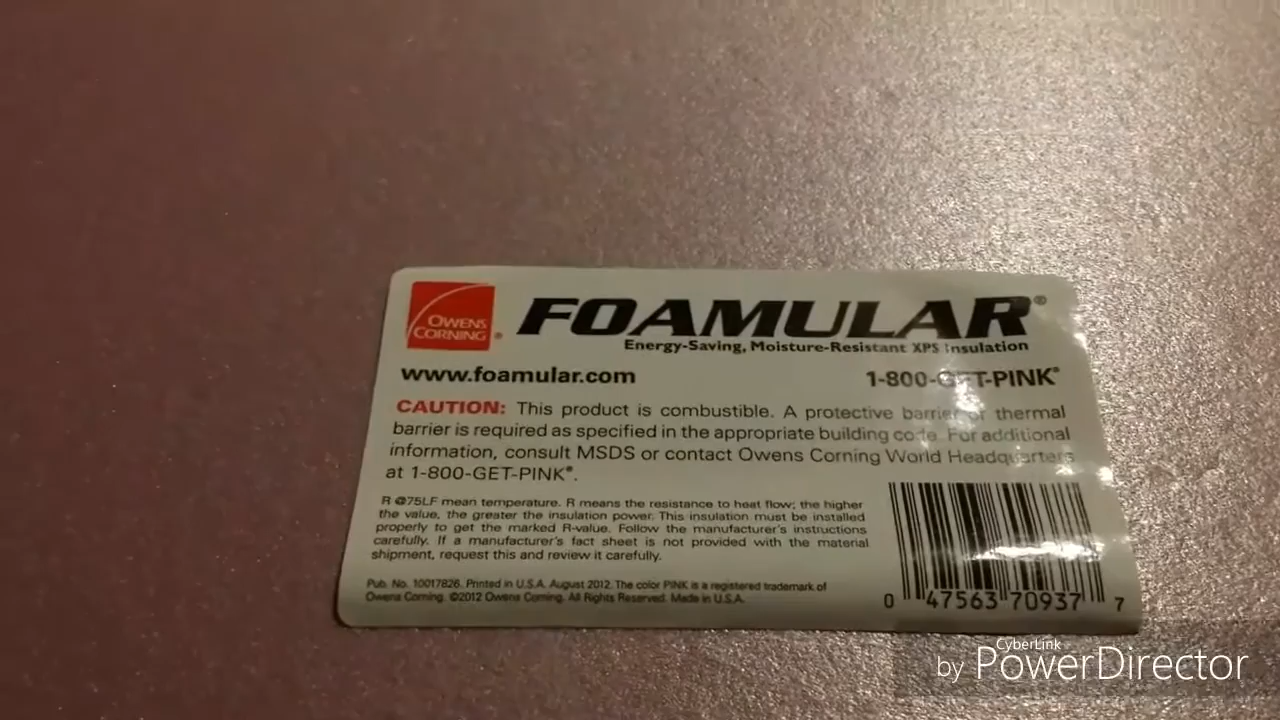 OWENS
CORNING ®
FOAMULAR®
Energy-Saving, Moisture-Resistant XPS Insulation
www.foamular.com
1-800-GET-PINK®
CAUTION: This product is combustible. A protective barrier or thermal
barrier is required as specified in the appropriate building code. For additional
information, consult MSDS or contact Owens Corning World Headquarters
at 1-800-GET-PINK®.
R @75LF mean temperature. R means the resistance to heat flow; the higher
the value, the greater the insulation power. This insulation must be installed
properly to get the marked R-value. Follow the manufacturer's instructions
carefully. If a manufacturer's fact sheet is not provided with the material
shipment, request this and review it carefully.
Pub. No. 10017826. Printed in U.S.A. August 2012. The color PINK is a registered trademark of
Owens Corning. ©2012 Owens Corning. All Rights Reserved. Made in U.S.A.
0 47563 70937 7
CyberLink
by PowerDirector